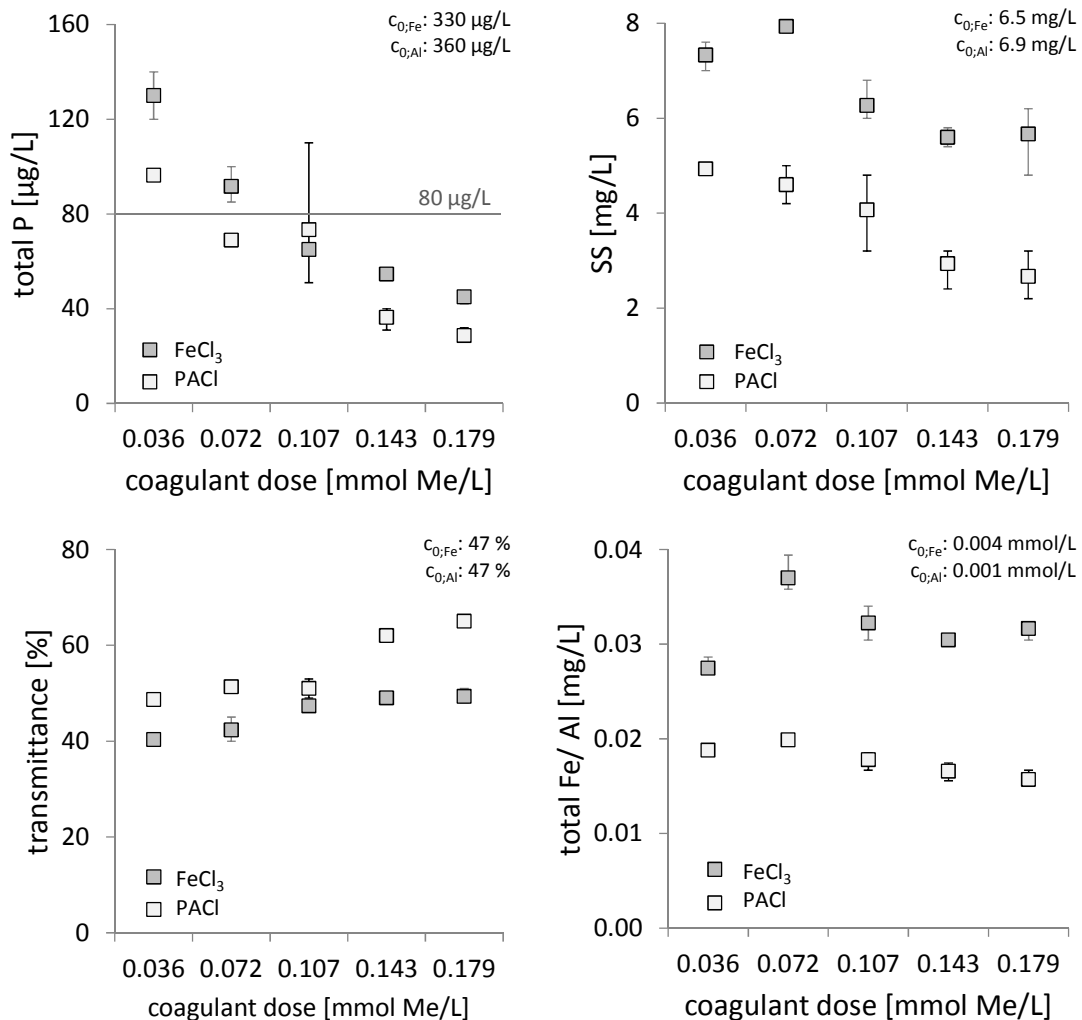 160
120
80
40
0
total P [µg/L]
c0;Fe: 330 µg/L
c0;Al: 360 µg/L
80 µg/L
FeCl3
PACl
0.036 0.072 0.107 0.143 0.179
coagulant dose [mmol Me/L]
8
6
4
2
0
SS [mg/L]
c0;Fe: 6.5 mg/L
c0;Al: 6.9 mg/L
FeCl3
PACl
0.036 0.072 0.107 0.143 0.179
coagulant dose [mmol Me/L]
80
60
40
20
0
transmittance [%]
c0;Fe: 47 %
c0;Al: 47 %
FeCl3
PACl
0.036 0.072 0.107 0.143 0.179
coagulant dose [mmol Me/L]
0.04
0.03
0.02
0.01
0.00
total Fe/ Al [mg/L]
c0;Fe: 0.004 mmol/L
c0;Al: 0.001 mmol/L
FeCl3
PACl
0.036 0.072 0.107 0.143 0.179
coagulant dose [mmol Me/L]